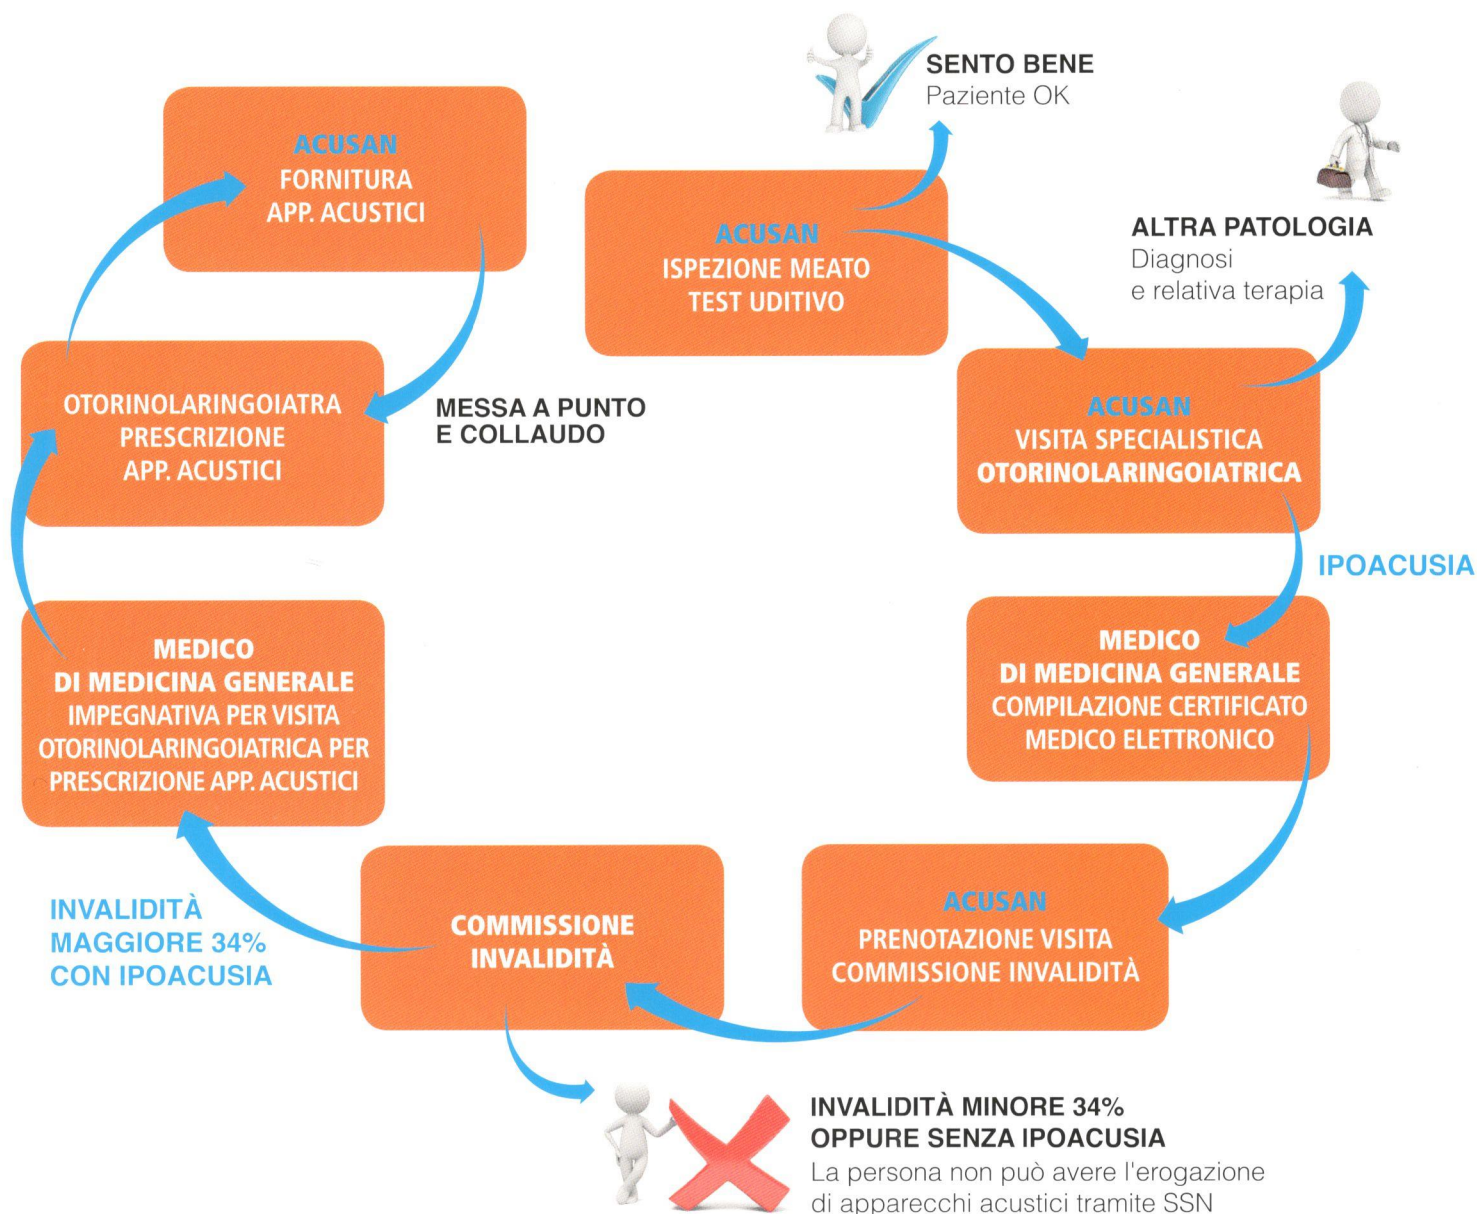 SENTO BENE
Paziente OK
ACUSAN
ISPEZIONE MEATO
TEST UDITIVO
ALTRA PATOLOGIA
Diagnosi
e relativa terapia
ACUSAN
VISITA SPECIALISTICA
OTORINOLARINGOIATRICA
IPOACUSIA
MEDICO
DI MEDICINA GENERALE
COMPILAZIONE CERTIFICATO
MEDICO ELETTRONICO
ACUSAN
PRENOTAZIONE VISITA
COMMISSIONE INVALIDITÀ
COMMISSIONE
INVALIDITÀ
INVALIDITÀ MINORE 34%
OPPURE SENZA IPOACUSIA
La persona non può avere l'erogazione
di apparecchi acustici tramite SSN
INVALIDITÀ
MAGGIORE 34%
CON IPOACUSIA
MEDICO
DI MEDICINA GENERALE
IMPEGNATIVA PER VISITA
OTORINOLARINGOIATRICA PER
PRESCRIZIONE APP. ACUSTICI
OTORINOLARINGOIATRA
PRESCRIZIONE
APP. ACUSTICI
ACUSAN
FORNITURA
APP. ACUSTICI
MESSA A PUNTO
E COLLAUDO